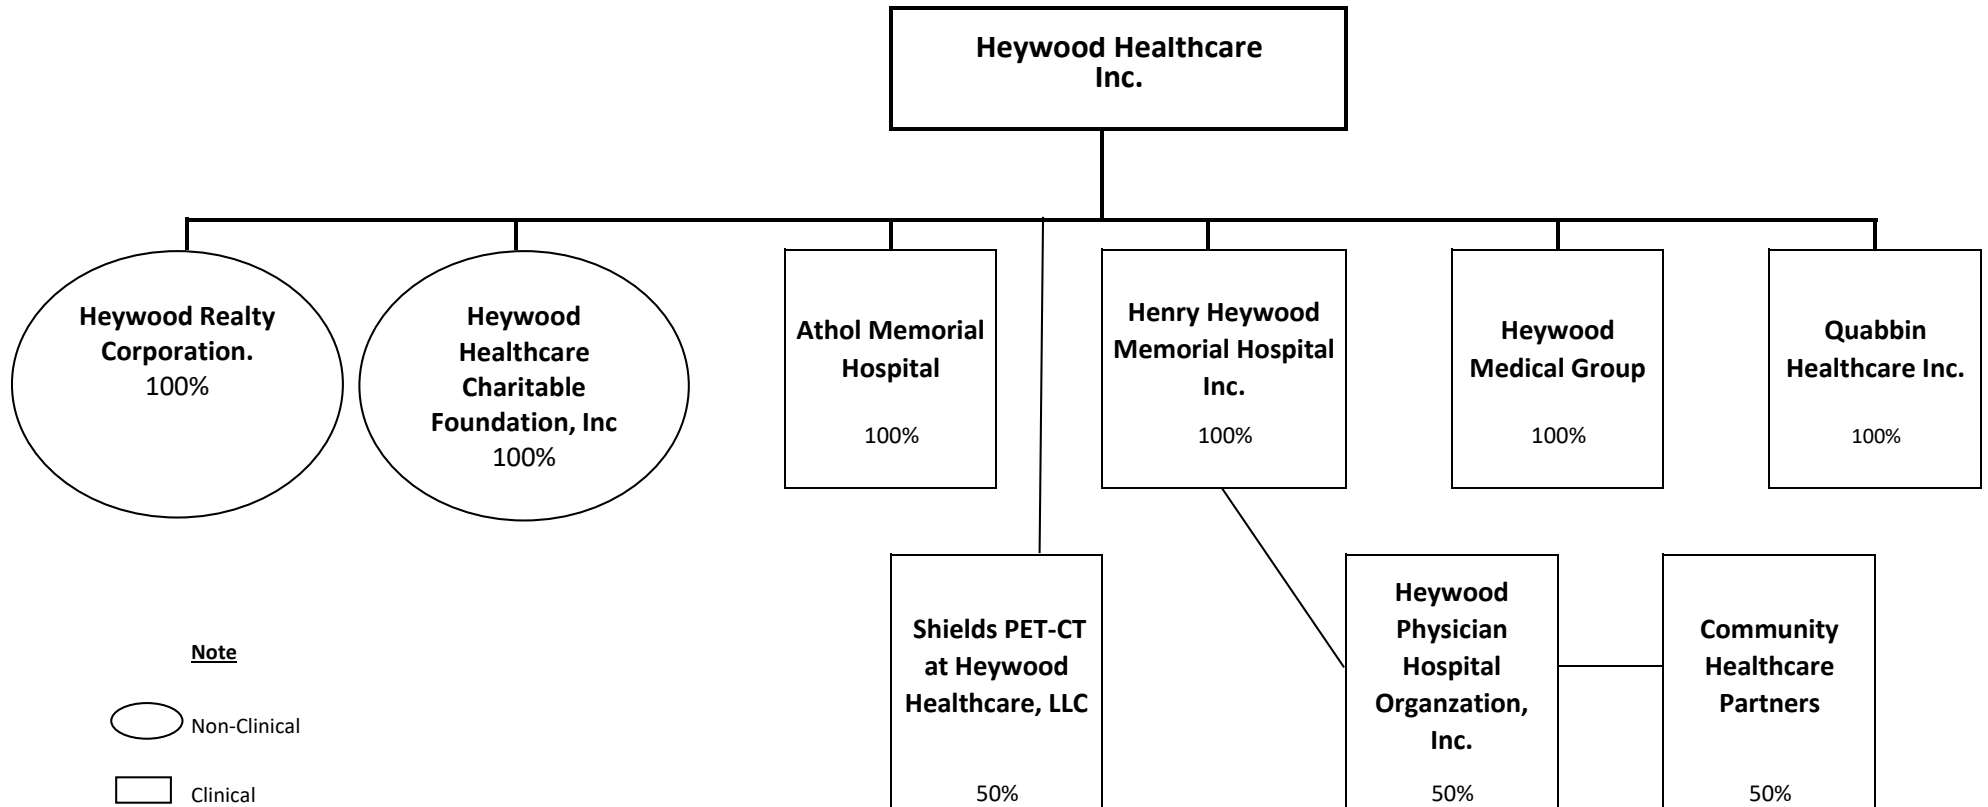 Heywood Healthcare
Inc.
Heywood Realty
Corporation.
100%
Heywood
Healthcare
Charitable
Foundation, Inc
100%
Athol Memorial
Hospital
100%
Henry Heywood
Memorial Hospital
Inc.
100%
Heywood
Medical Group
100%
Quabbin
Healthcare Inc.
100%
Shields PET-CT
at Heywood
Healthcare, LLC
50%
Heywood
Physician
Hospital
Organzation,
Inc.
50%
Community
Healthcare
Partners
50%
Note
Non-Clinical
Clinical